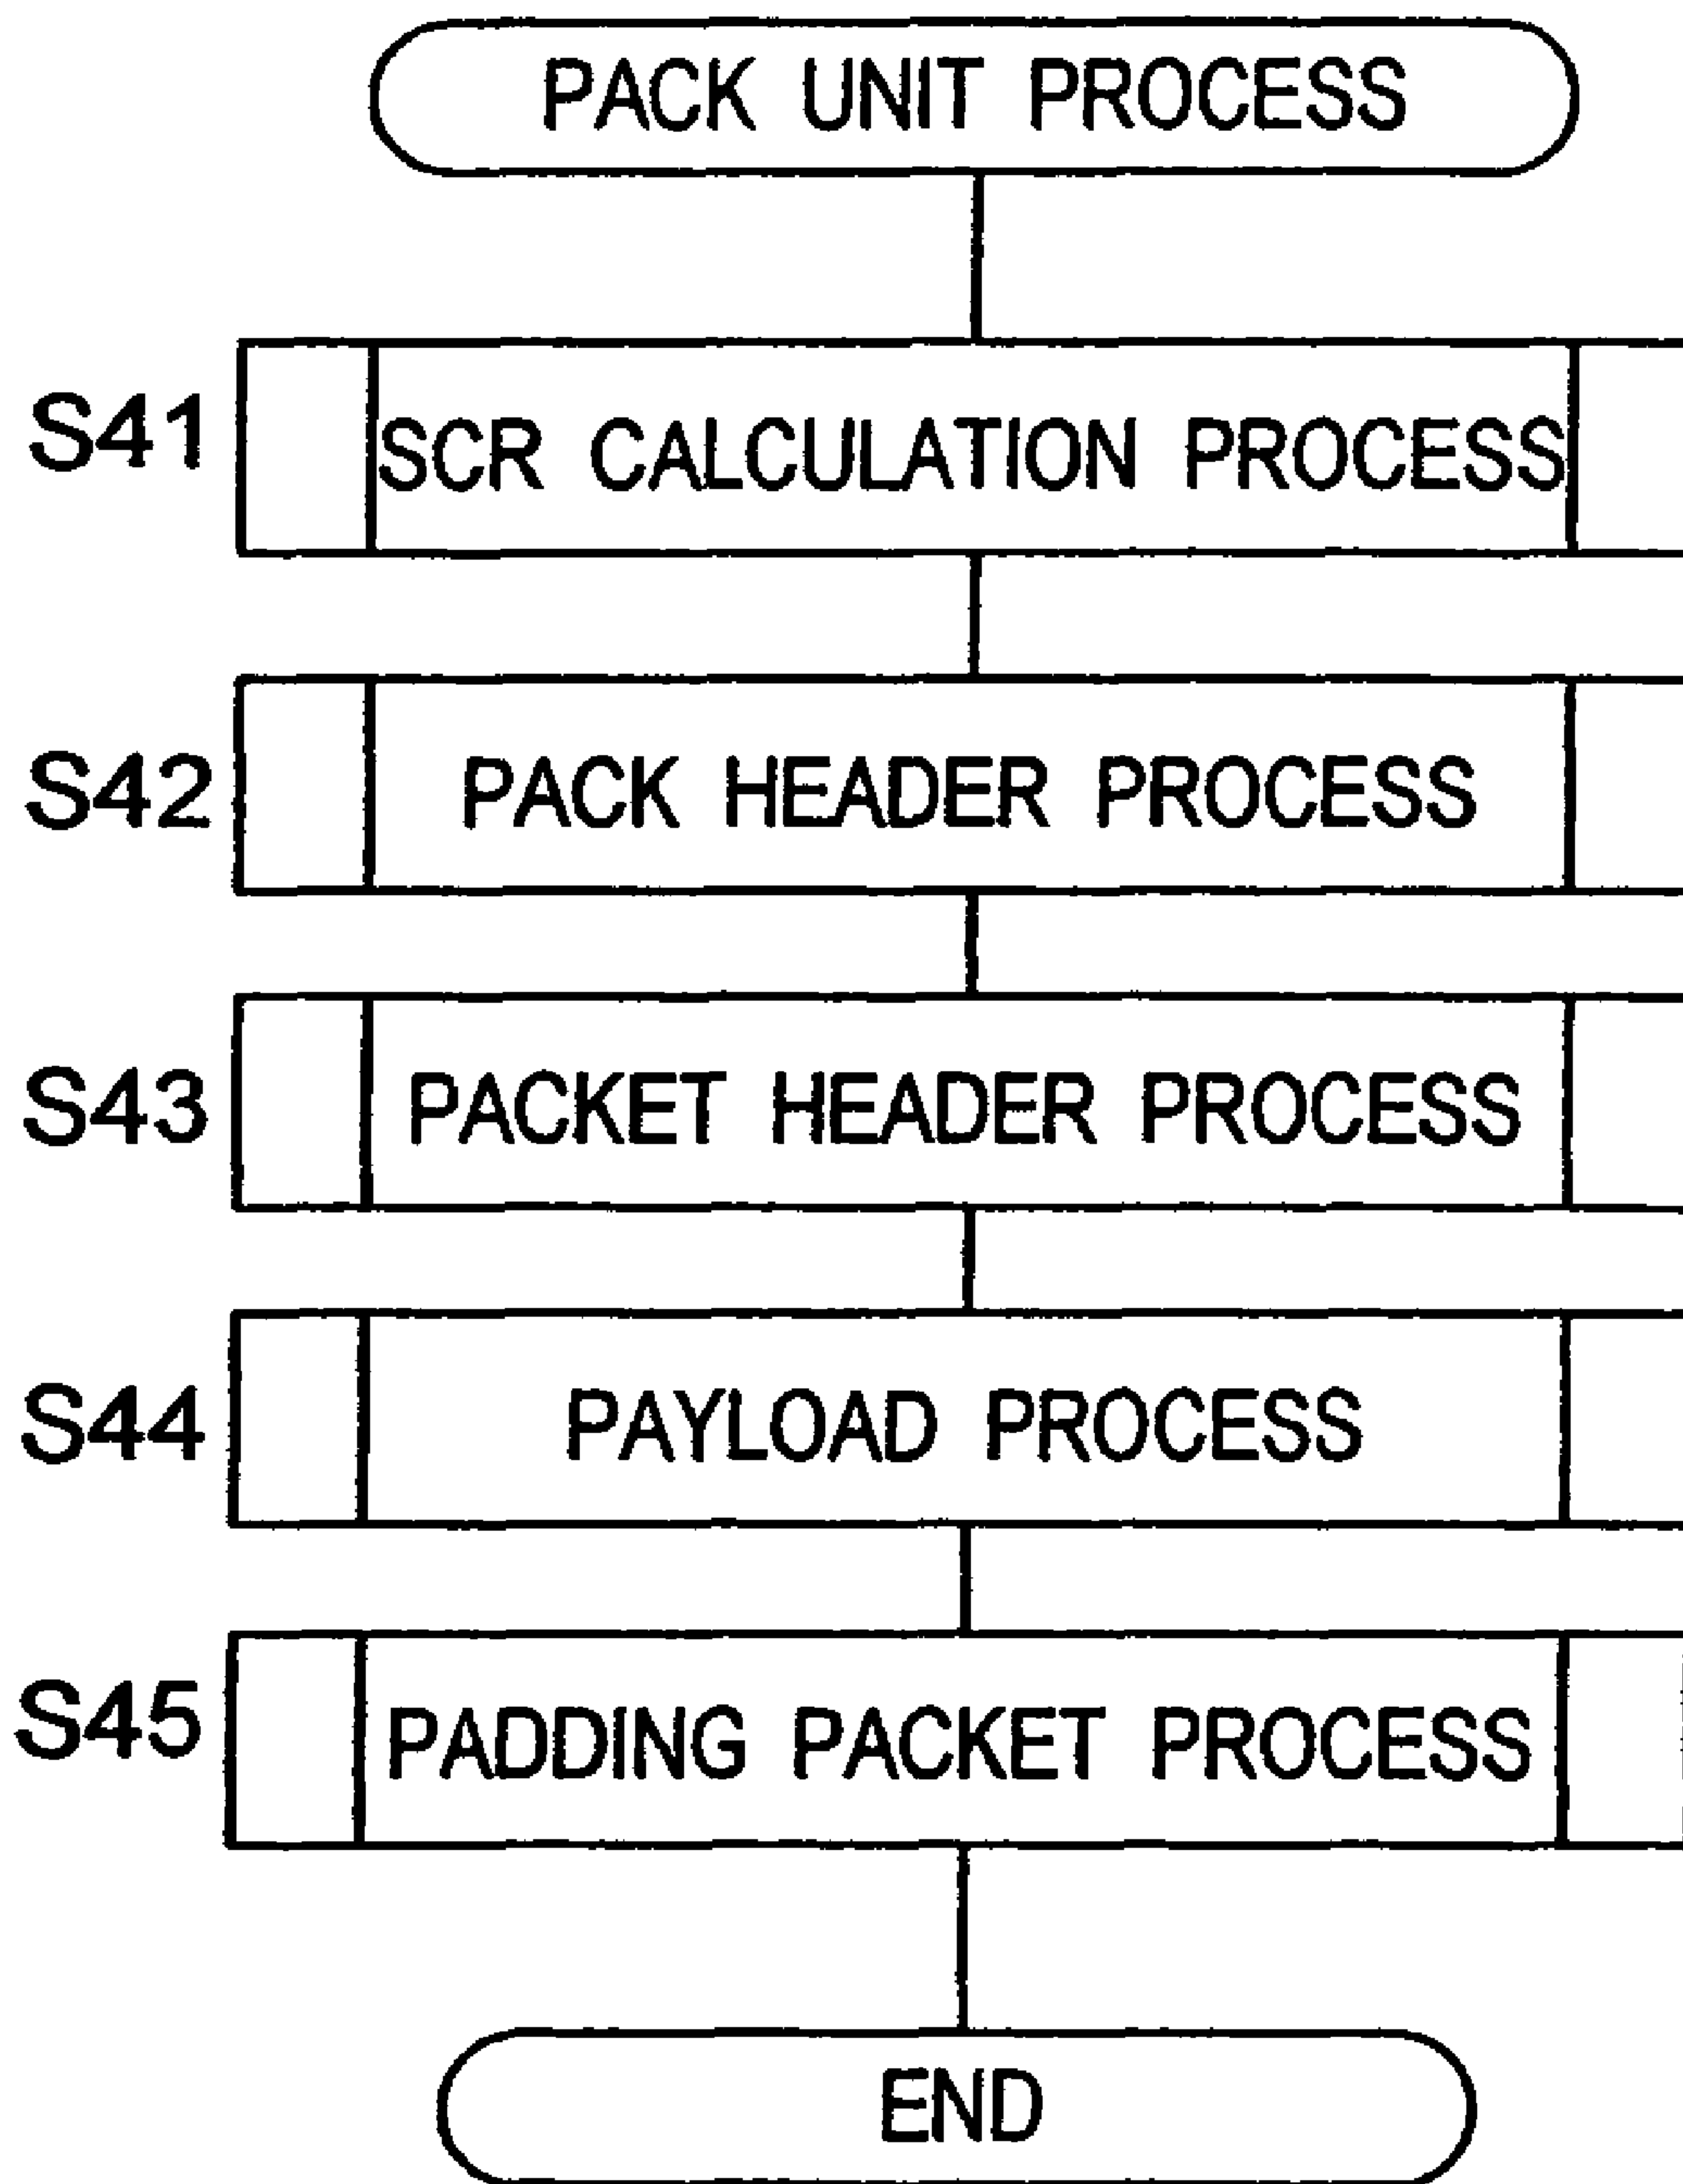 PACK UNIT PROCESS
S41
SCR CALCULATION PROCESS
S42
PACK HEADER PROCESS
S43
PACKET HEADER PROCESS
S44
PAYLOAD PROCESS
S45
PADDING PACKET PROCESS
END